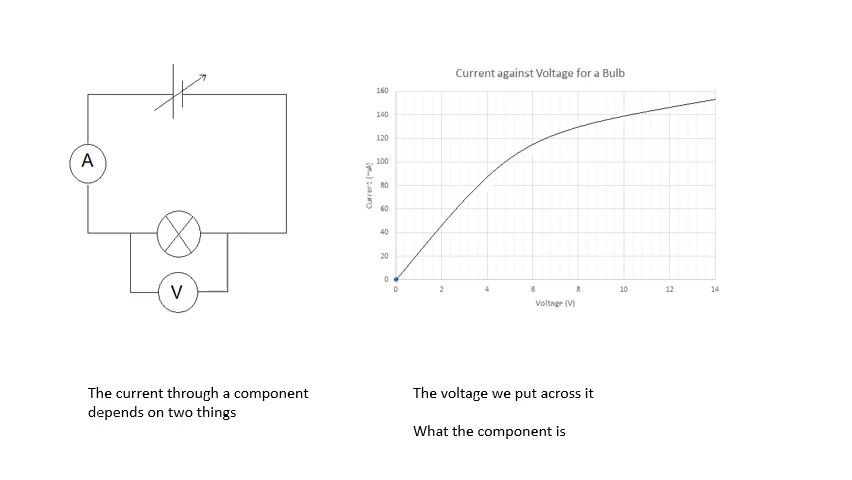 A
V
Current against Voltage for a Bulb
160
140
120
100
80
60
40
20
0
Current (mA)
0 2 4 6 8 10 12 14
Voltage (V)
The current through a component
depends on two things
The voltage we put across it
What the component is